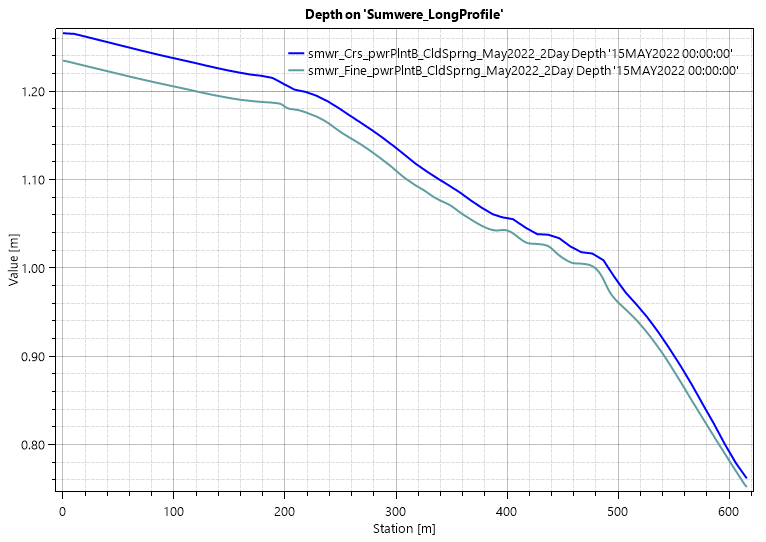 Depth on 'Sumwere_LongProfile'
smwr_Crs_pwrPlntB_CldSprng_May2022_2Day Depth '15MAY2022 00:00:00'
smwr_Fine_pwrPlntB_CldSprng_May2022_2Day Depth '15MAY2022 00:00:00'
1.20
1.10
1.00
0.90
0.80
Value [m]
0 100 200 300 400 500 600
Station [m]